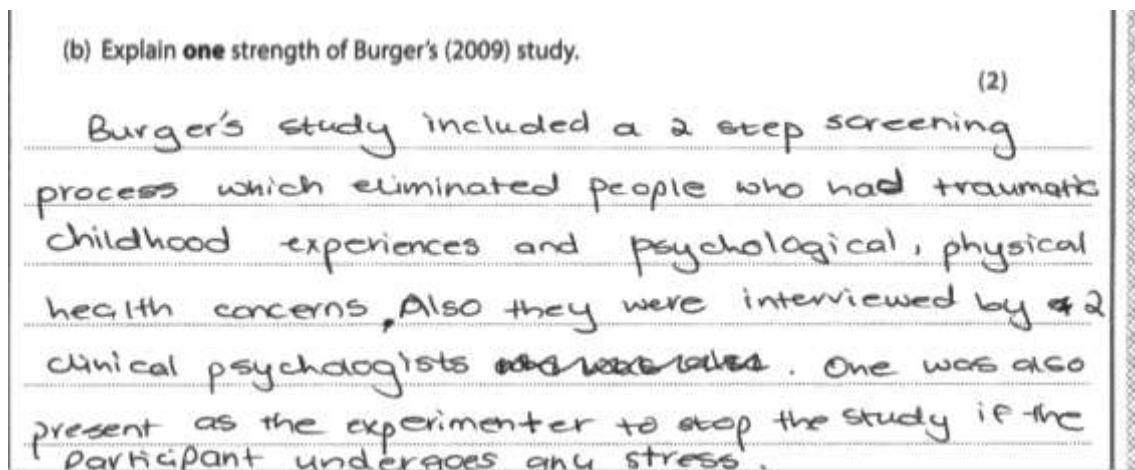 (b) Explain one strength of Burger's (2009) study.
(2)
Burger's study included a 2 step screening
process which eliminated people who had traumatic
childhood experiences and psychological, physical
health concerns. Also they were interviewed by 2
clinical psychologists . One was also
present as the experimenter to stop the study if the
participant undergoes any stress.